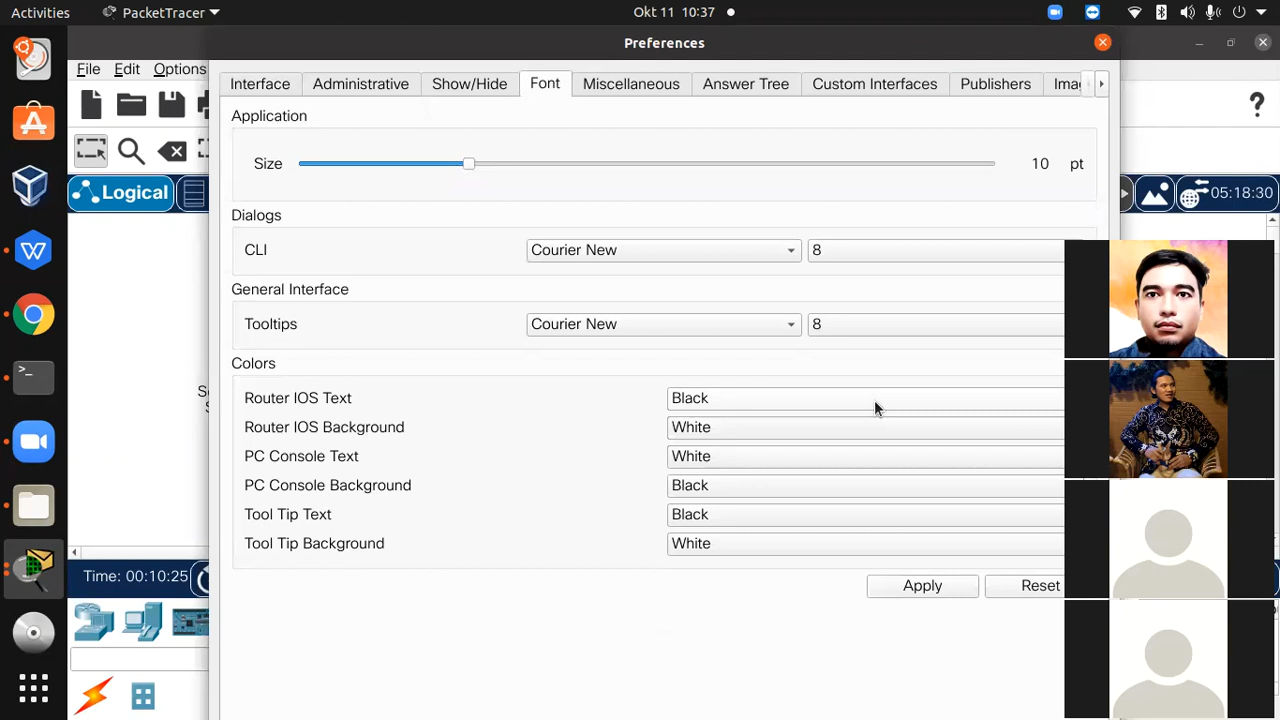 Activities
PacketTracer
Okt 11 10:37
Preferences
File Edit Options
Interface Administrative Show/Hide Font Miscellaneous Answer Tree Custom Interfaces Publishers
Application
Size 10 pt
Logical
05:18:30
Dialogs
CLI Courier New 8
General Interface
Tooltips Courier New 8
Colors
Router IOS Text Black
Router IOS Background White
PC Console Text White
PC Console Background Black
Tool Tip Text Black
Tool Tip Background White
Time: 00:10:25
Apply Reset